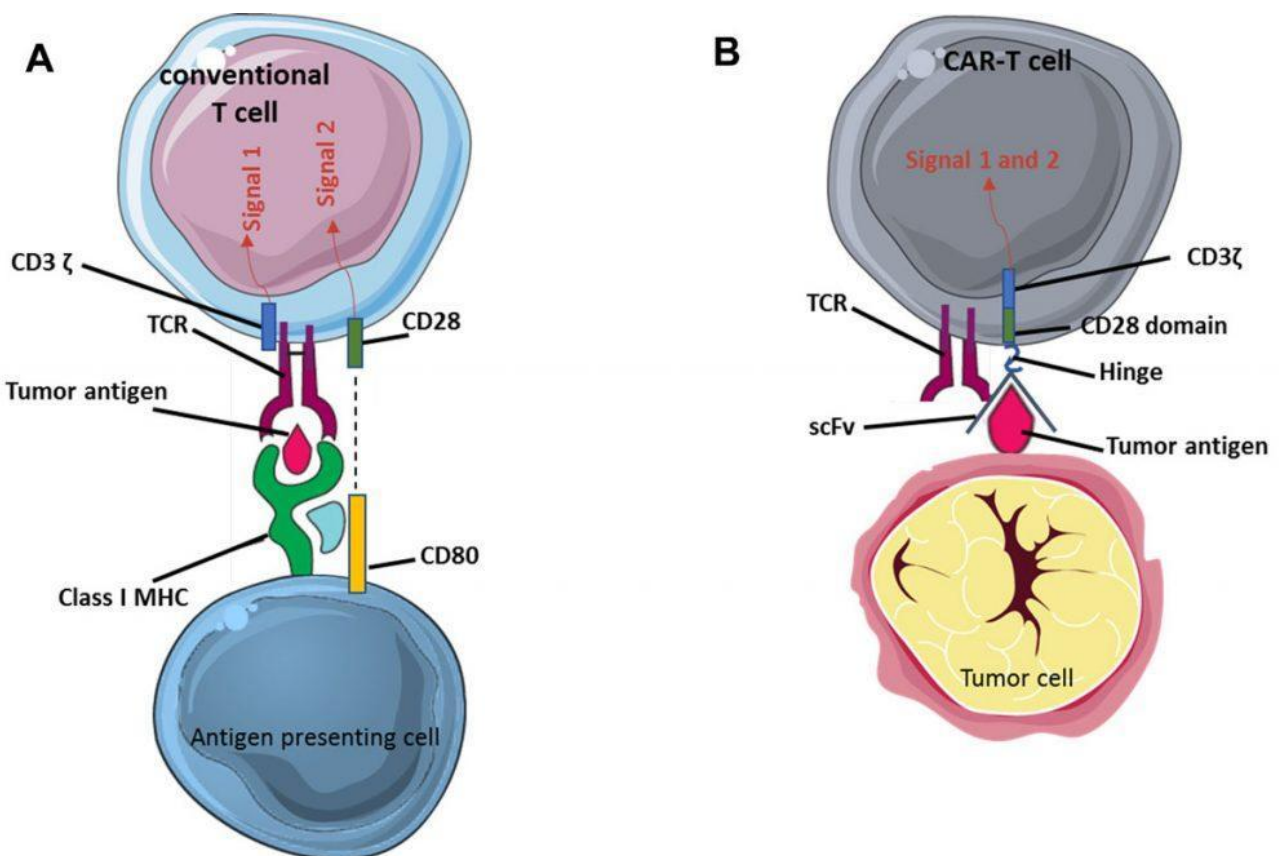 A
conventional
T cell
Signal 1
Signal 2
CD3 ζ
TCR
CD28
Tumor antigen
CD80
Class I MHC
Antigen presenting cell
B
CAR-T cell
Signal 1 and 2
CD3ζ
TCR
CD28 domain
Hinge
scFv
Tumor antigen
Tumor cell